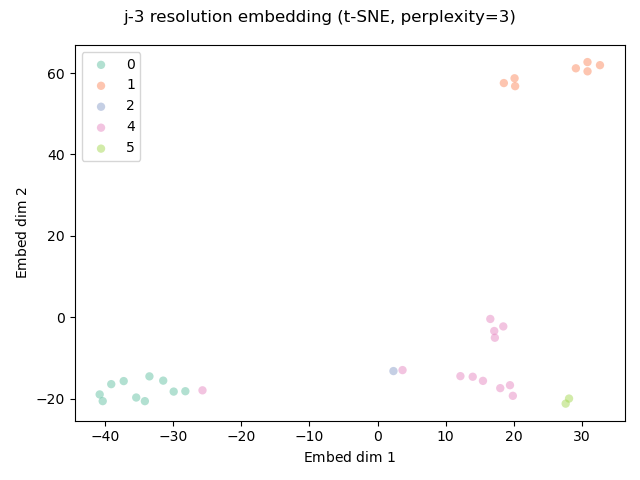 j-3 resolution embedding (t-SNE, perplexity=3)
0
1
2
4
5
60
40
20
0
−20
Embed dim 2
−40 −30 −20 −10 0 10 20 30
Embed dim 1